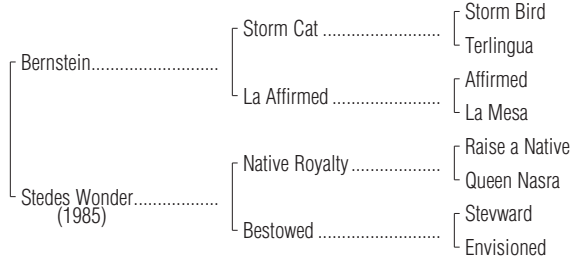 Storm Bird
Storm Cat ........................
Terlingua
Bernstein..........................
Affirmed
La Affirmed ......................
La Mesa
Raise a Native
Native Royalty ..................
Queen Nasra
Stedes Wonder.................
(1985)
Stevward
Bestowed .........................
Envisioned